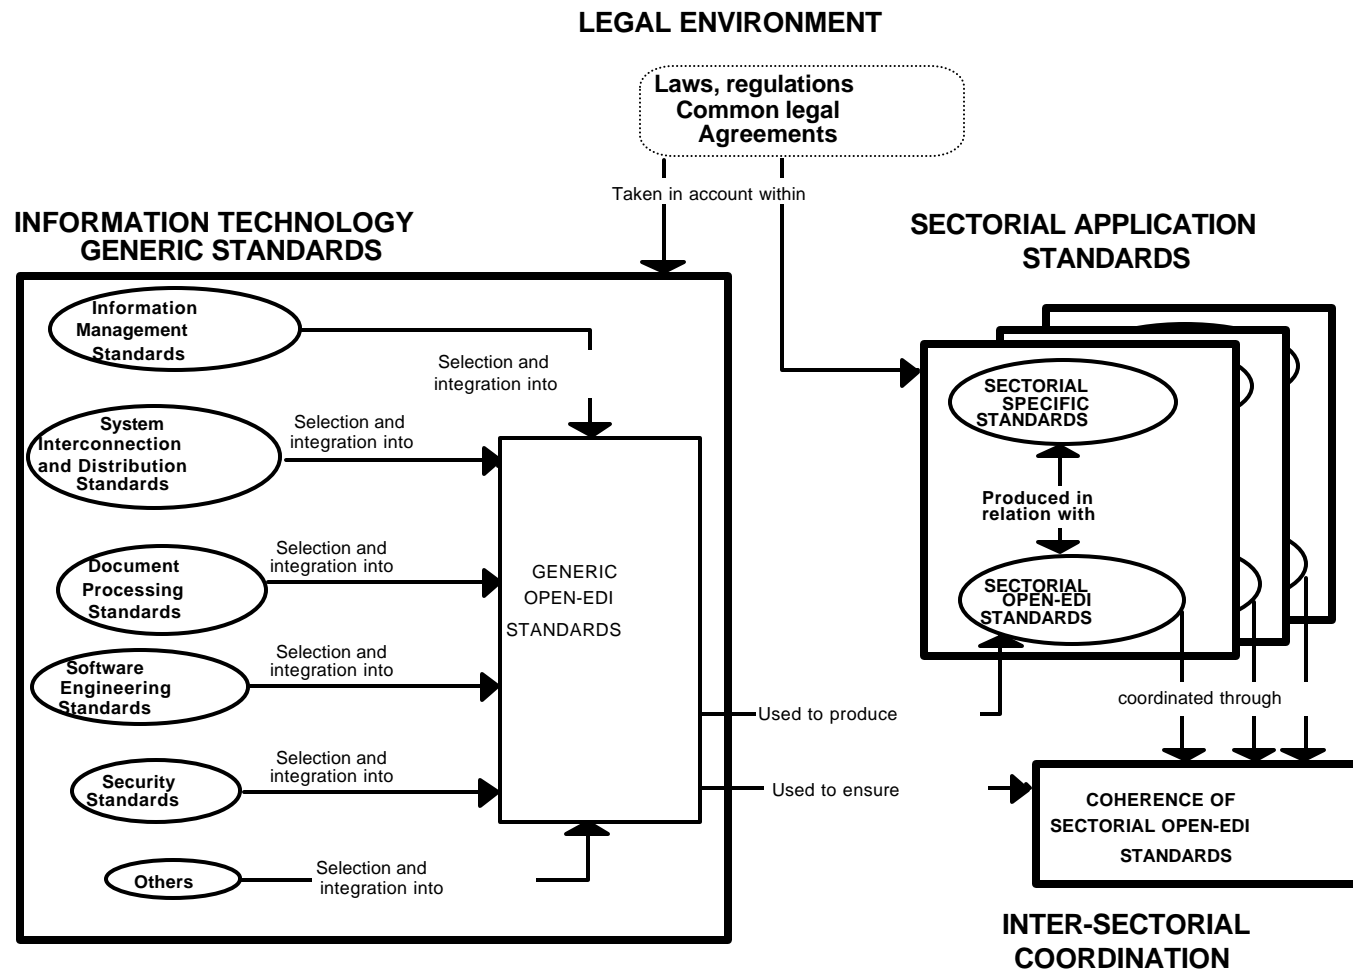 LEGAL ENVIRONMENT
Laws, regulations
Common legal
Agreements
Taken in account within
INFORMATION TECHNOLOGY
GENERIC STANDARDS
Information
Management
Standards
Selection and
integration into
System
Interconnection
and Distribution
Standards
Selection and
integration into
Document
Processing
Standards
Selection and
integration into
Software
Engineering
Standards
Selection and
integration into
Security
Standards
Selection and
integration into
Others
Selection and
integration into
GENERIC
OPEN-EDI
STANDARDS
Used to produce
Used to ensure
SECTORIAL APPLICATION
STANDARDS
SECTORIAL
SPECIFIC
STANDARDS
Produced in
relation with
SECTORIAL
OPEN-EDI
STANDARDS
coordinated through
COHERENCE OF
SECTORIAL OPEN-EDI
STANDARDS
INTER-SECTORIAL
COORDINATION